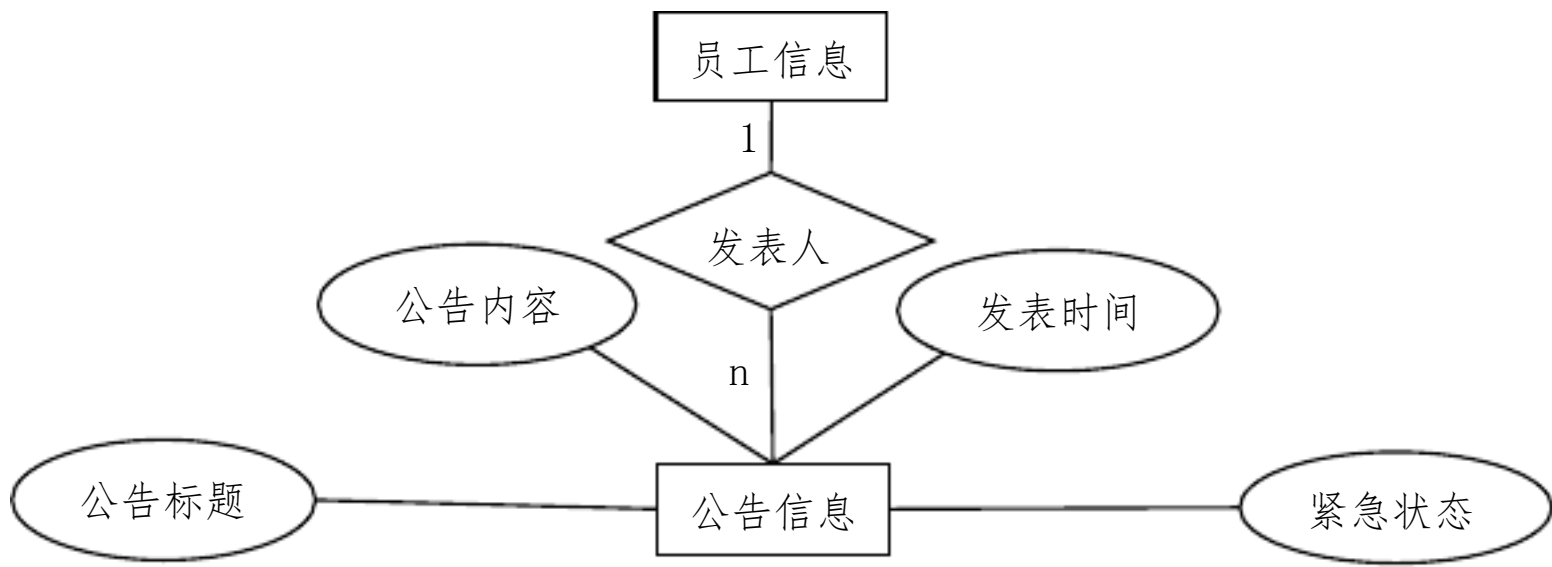 员工信息
1
发表人
公告内容
发表时间
n
公告标题
公告信息
紧急状态